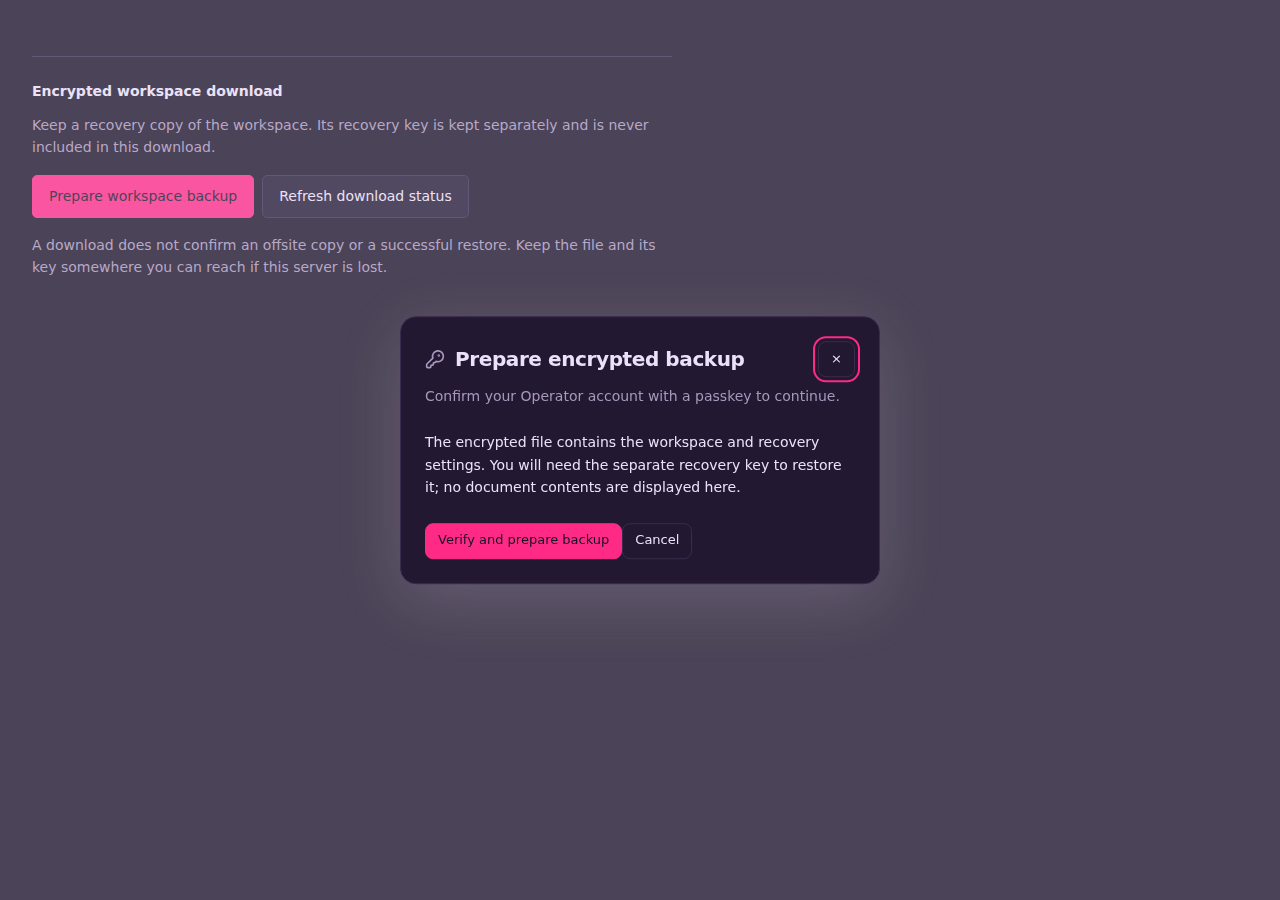 Encrypted workspace download
Keep a recovery copy of the workspace. Its recovery key is kept separately and is never
included in this download.
Prepare workspace backup
Refresh download status
A download does not confirm an offsite copy or a successful restore. Keep the file and its
key somewhere you can reach if this server is lost.
Prepare encrypted backup
×
Confirm your Operator account with a passkey to continue.
The encrypted file contains the workspace and recovery
settings. You will need the separate recovery key to restore
it; no document contents are displayed here.
Verify and prepare backup
Cancel